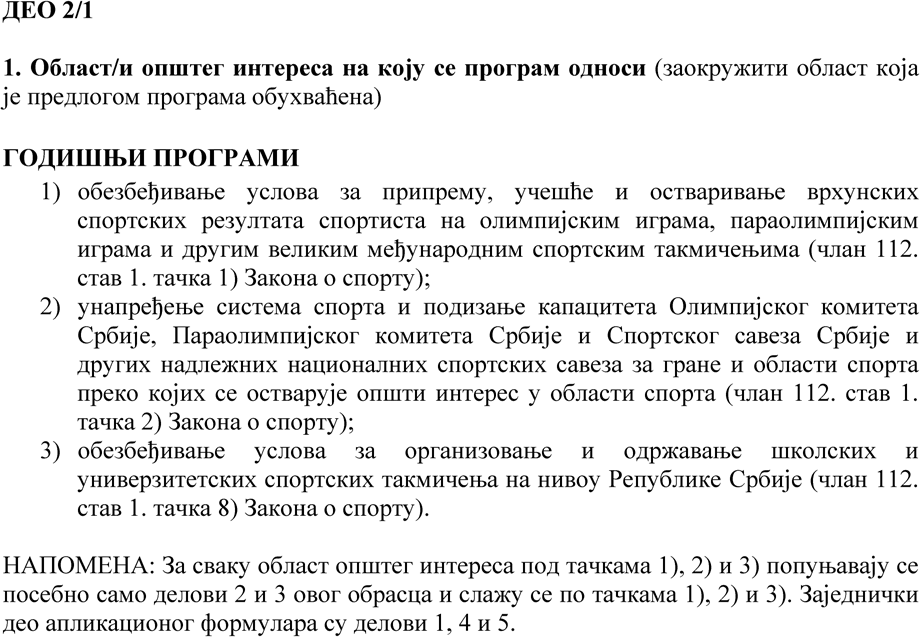 ДЕО 2/1
1. Област/и општег интереса на коју се програм односи (заокружити област која
је предлогом програма обухваћена)
ГОДИШЊИ ПРОГРАМИ
1) обезбеђивање услова за припрему, учешће и остваривање врхунских
спортских резултата спортиста на олимпијским играма, параолимпијским
играма и другим великим међународним спортским такмичењима (члан 112.
став 1. тачка 1) Закона о спорту);
2) унапређење система спорта и подизање капацитета Олимпијског комитета
Србије, Параолимпијског комитета Србије и Спортског савеза Србије и
других надлежних националних спортских савеза за гране и области спорта
преко којих се остварује општи интерес у области спорта (члан 112. став 1.
тачка 2) Закона о спорту);
3) обезбеђивање услова за организовање и одржавање школских и
универзитетских спортских такмичења на нивоу Републике Србије (члан 112.
став 1. тачка 8) Закона о спорту).
НАПОМЕНА: За сваку област општег интереса под тачкама 1), 2) и 3) попуњавају се
посебно само делови 2 и 3 овог обрасца и слажу се по тачкама 1), 2) и 3). Заједнички
део апликационог формулара су делови 1, 4 и 5.